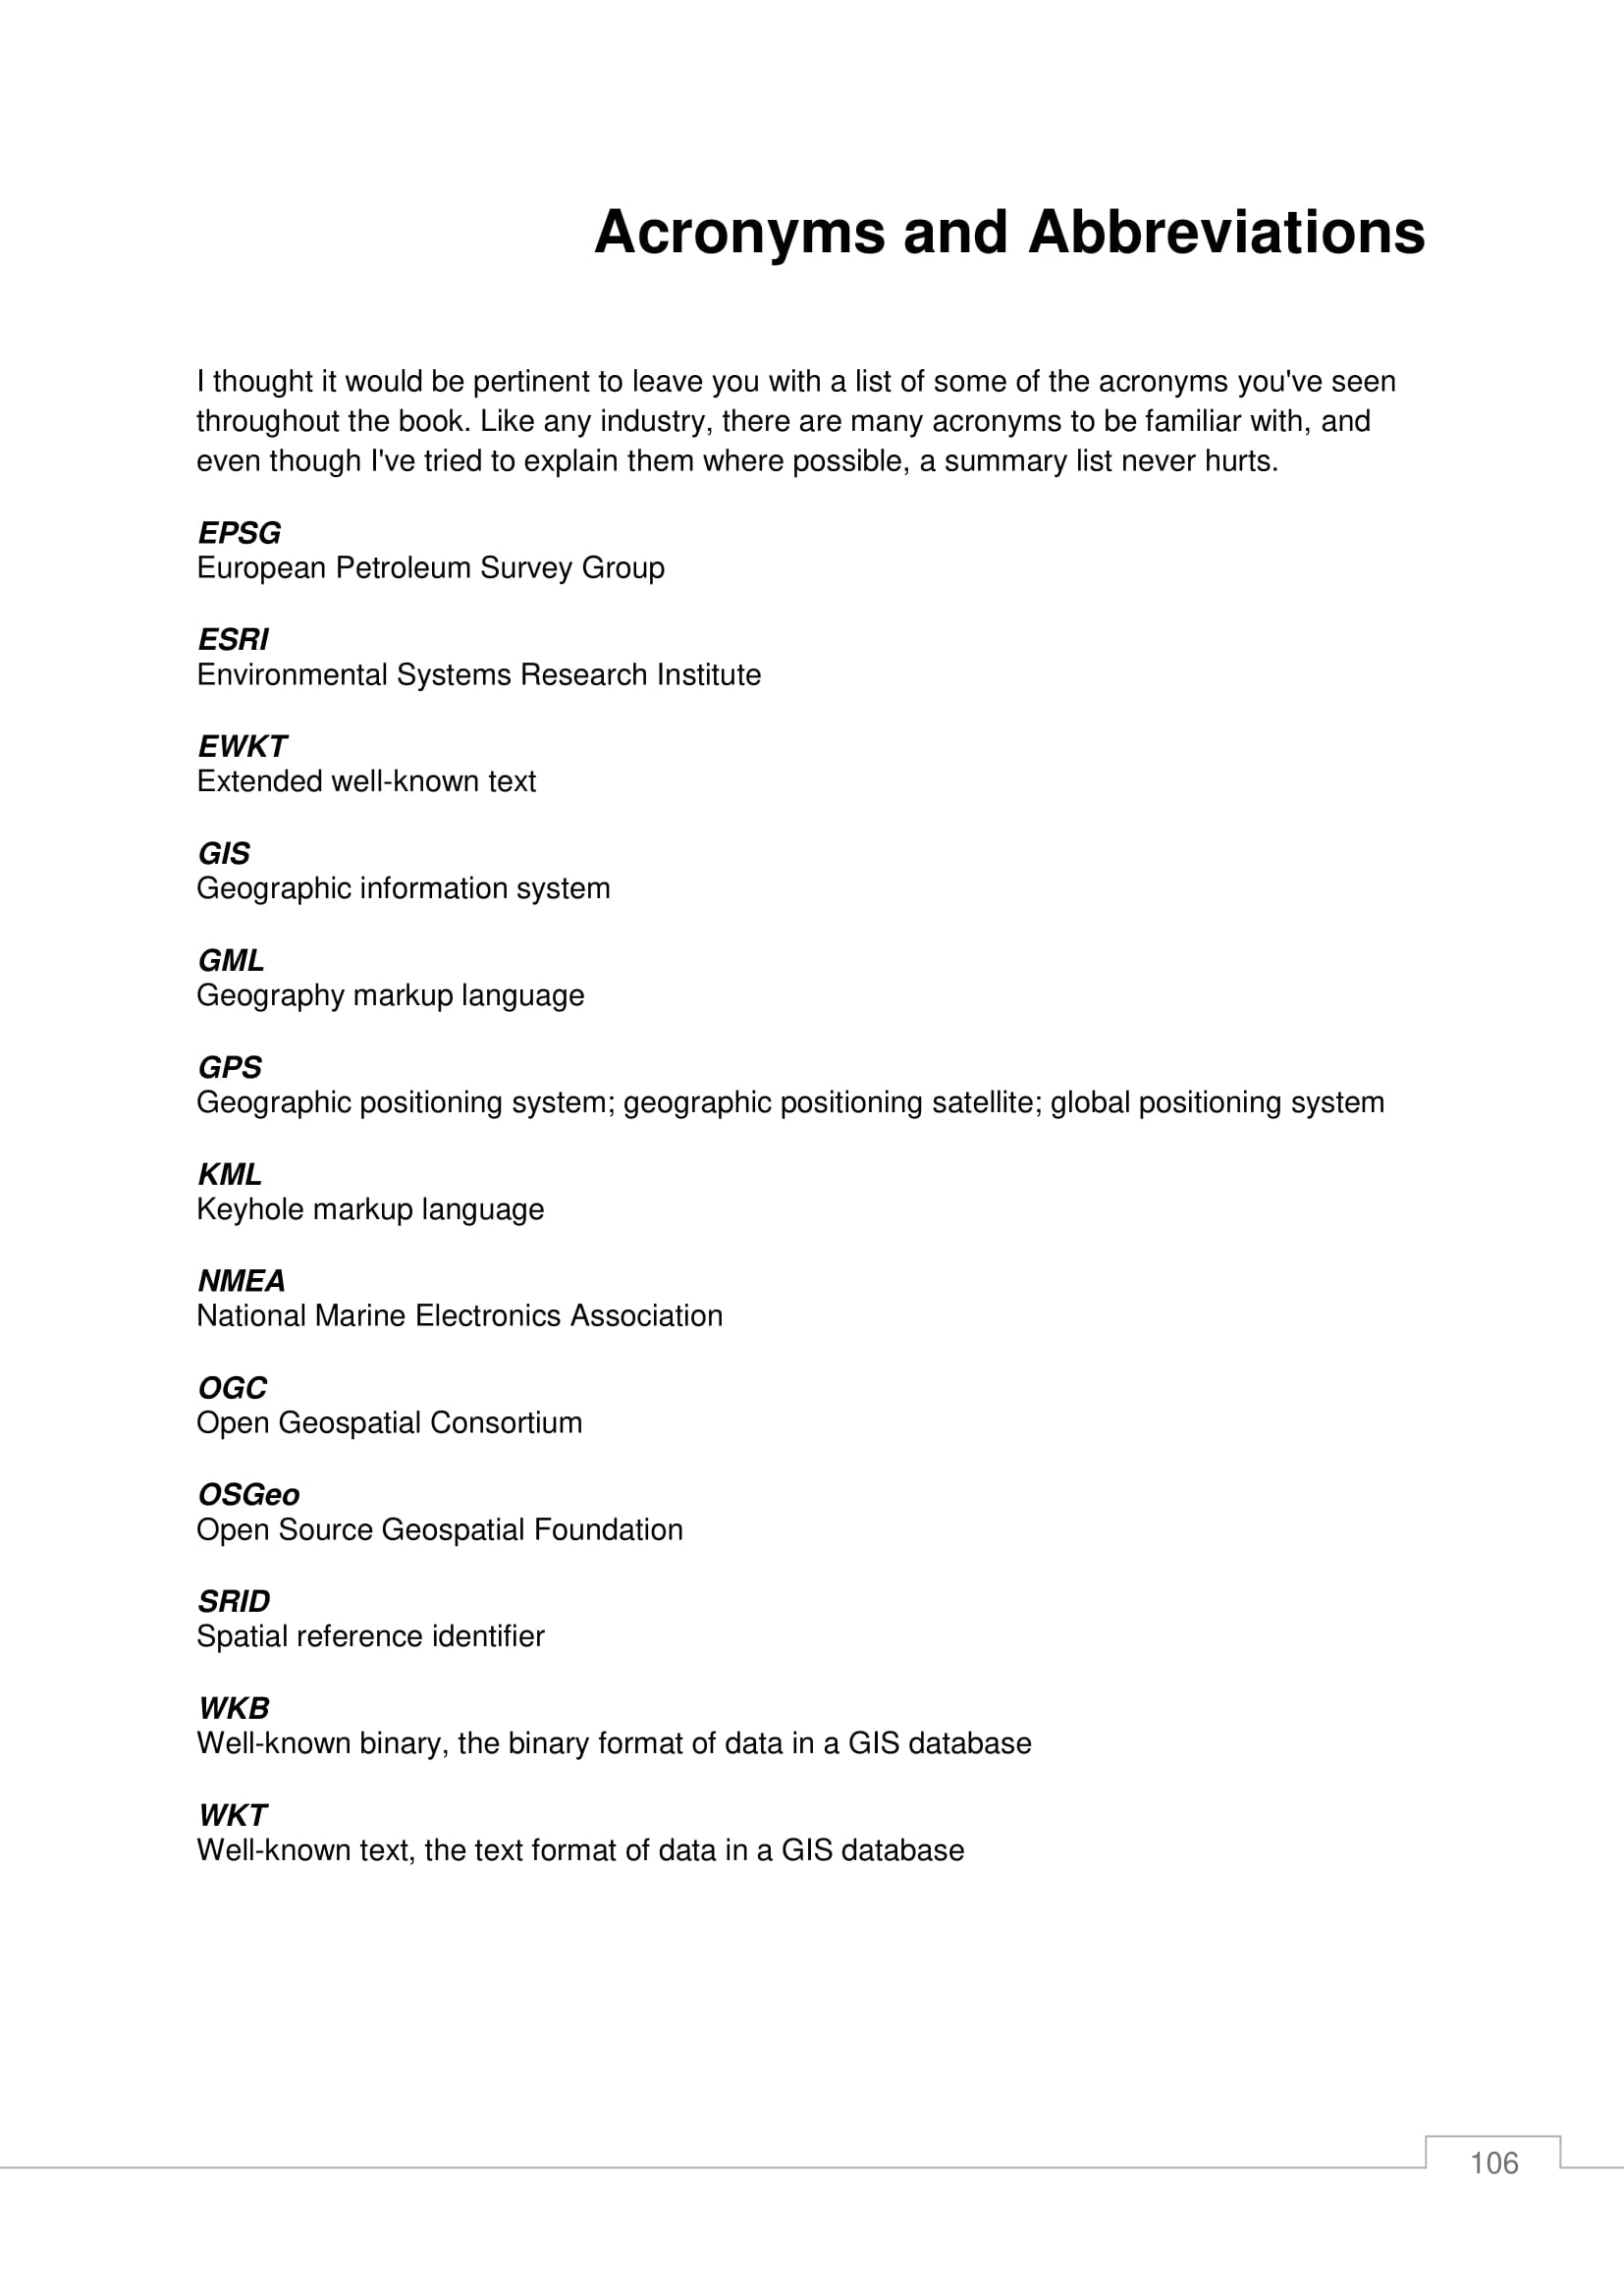 Acronyms and Abbreviations
I thought it would be pertinent to leave you with a list of some of the acronyms you've seen
throughout the book. Like any industry, there are many acronyms to be familiar with, and
even though I've tried to explain them where possible, a summary list never hurts.
EPSG
European Petroleum Survey Group
ESRI
Environmental Systems Research Institute
EWKT
Extended well-known text
GIS
Geographic information system
GML
Geography markup language
GPS
Geographic positioning system; geographic positioning satellite; global positioning system
KML
Keyhole markup language
NMEA
National Marine Electronics Association
OGC
Open Geospatial Consortium
OSGeo
Open Source Geospatial Foundation
SRID
Spatial reference identifier
WKB
Well-known binary, the binary format of data in a GIS database
WKT
Well-known text, the text format of data in a GIS database
106